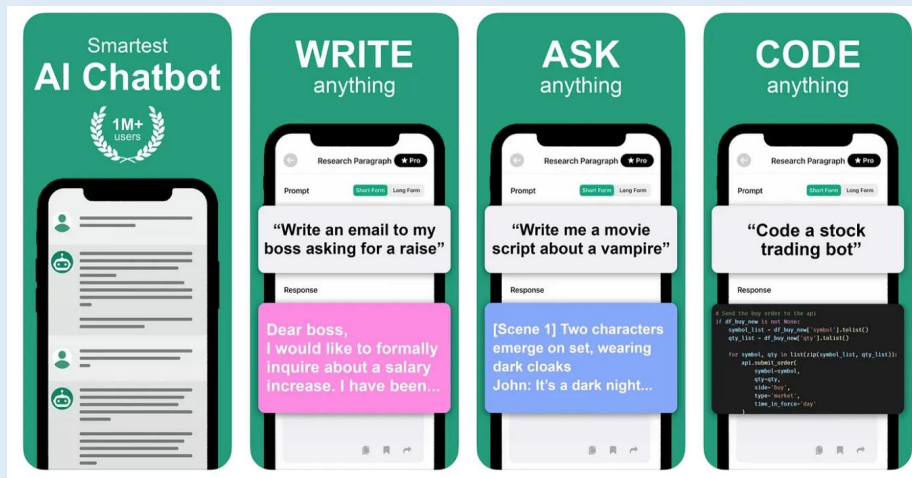 Smartest
AI Chatbot
1M+
users
WRITE
anything
Research Paragraph
★ Pro
Prompt
Short Form
Long Form
“Write an email to my
boss asking for a raise”
Response
Dear boss,
I would like to formally
inquire about a salary
increase. I have been...
ASK
anything
Research Paragraph
★ Pro
Prompt
Short Form
Long Form
“Write me a movie
script about a vampire”
Response
[Scene 1] Two characters
emerge on set, wearing
dark cloaks
John: It’s a dark night...
CODE
anything
Research Paragraph
★ Pro
Prompt
Short Form
Long Form
“Code a stock
trading bot”
Response
# Send the buy order to the api
if df_buy_new is not None:
symbol_list = df_buy_new['symbol'].tolist()
qty_list = df_buy_new['qty'].tolist()
for symbol, qty in list(zip(symbol_list, qty_list)):
api.submit_order(
symbol=symbol,
qty=qty,
side='buy',
type='market',
time_in_force='day'
)